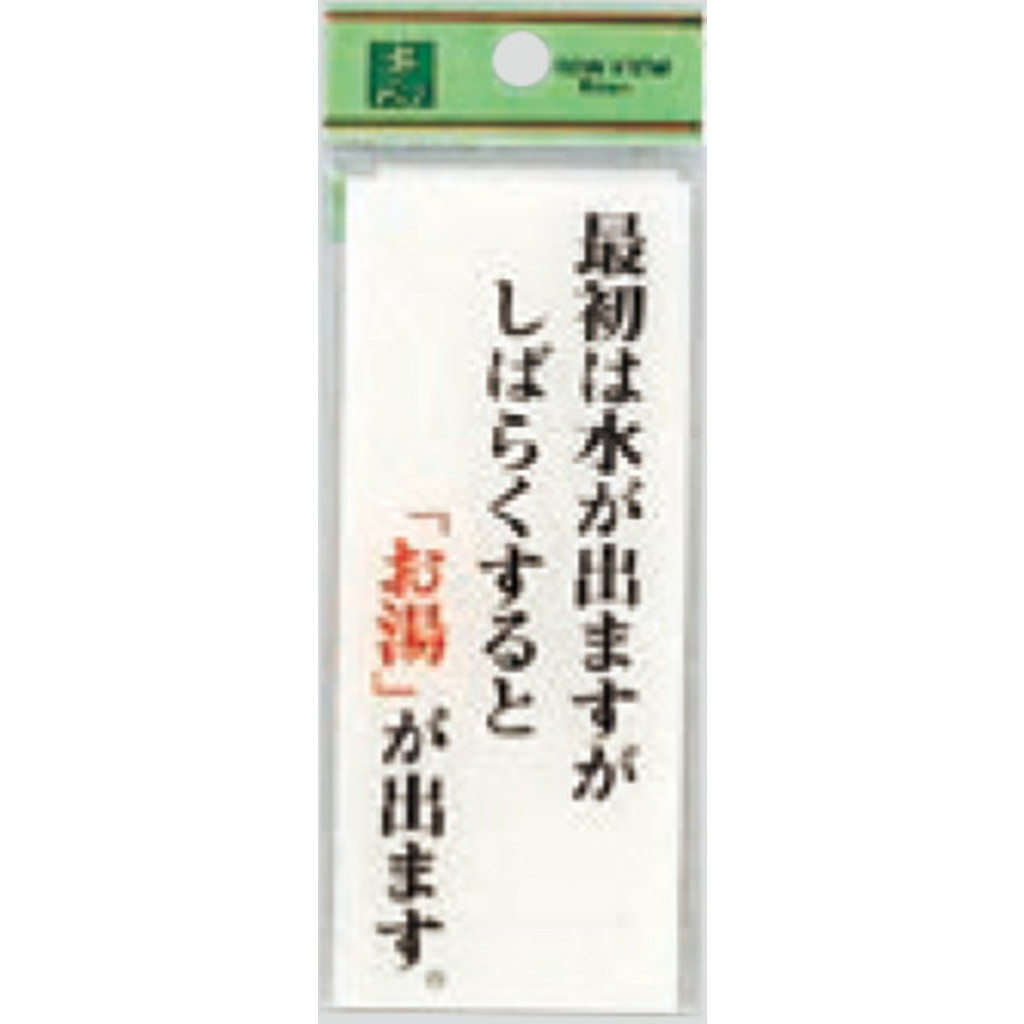 最初は水が出ますが
しばらくすると
「お湯」が出ます。